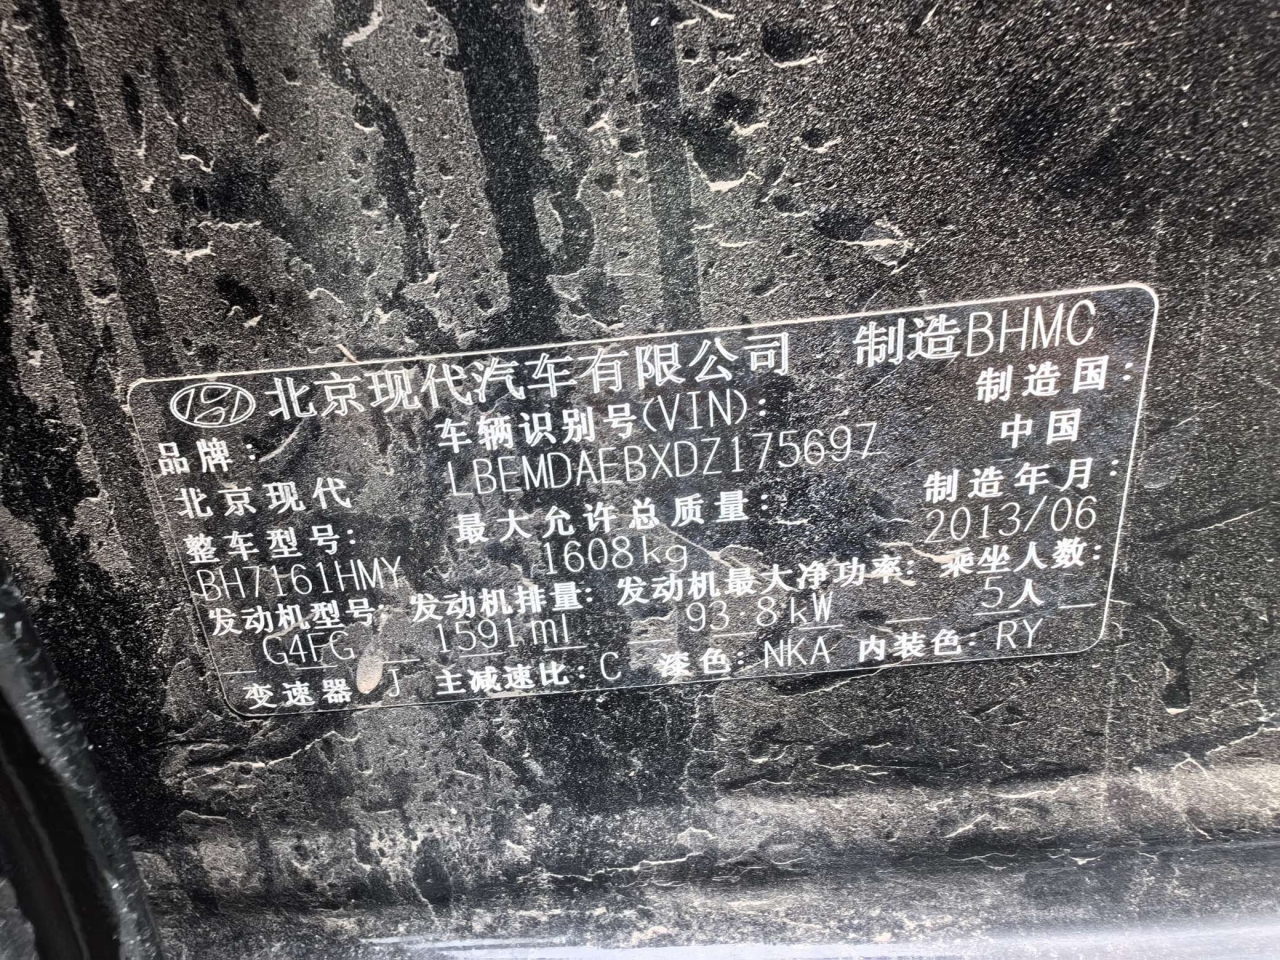 北京现代汽车有限公司 制造BHMC
品牌: 车辆识别号(VIN): 制造国:
北京现代 LBEMDAEBXDZ175697 中国
整车型号: 最大允许总质量: 制造年月:
BH7161HMY 1608kg 2013/06
发动机型号: 发动机排量: 发动机最大净功率: 乘坐人数:
G4FG 1591ml 93.8kW 5人
变速器 J 主减速比: C 漆色: NKA 内装色: RY